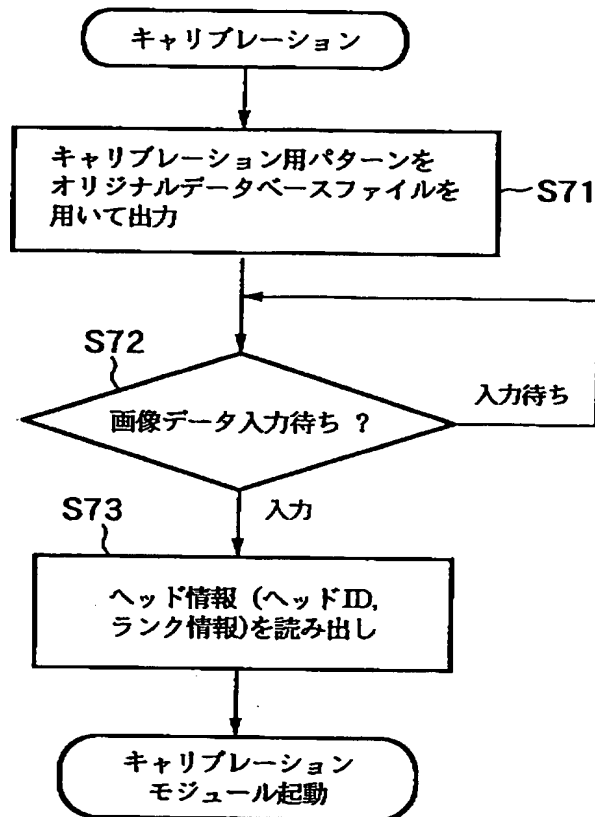 キャリブレーション
キャリブレーション用パターンを
オリジナルデータベースファイルを
用いて出力
S71
S72
画像データ入力待ち ?
入力待ち
入力
S73
ヘッド情報 (ヘッドID,
ランク情報)を読み出し
キャリブレーション
モジュール起動